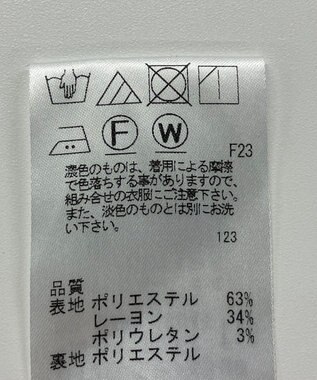 F
W
F23
濃色のものは、着用による摩擦
で色落ちする事がありますので、
組み合せの衣服にご注意下さい。
また、淡色のものとは別にお洗
い下さい。
123
品質
表地 ポリエステル 63%
レーヨン 34%
ポリウレタン 3%
裏地 ポリエステル